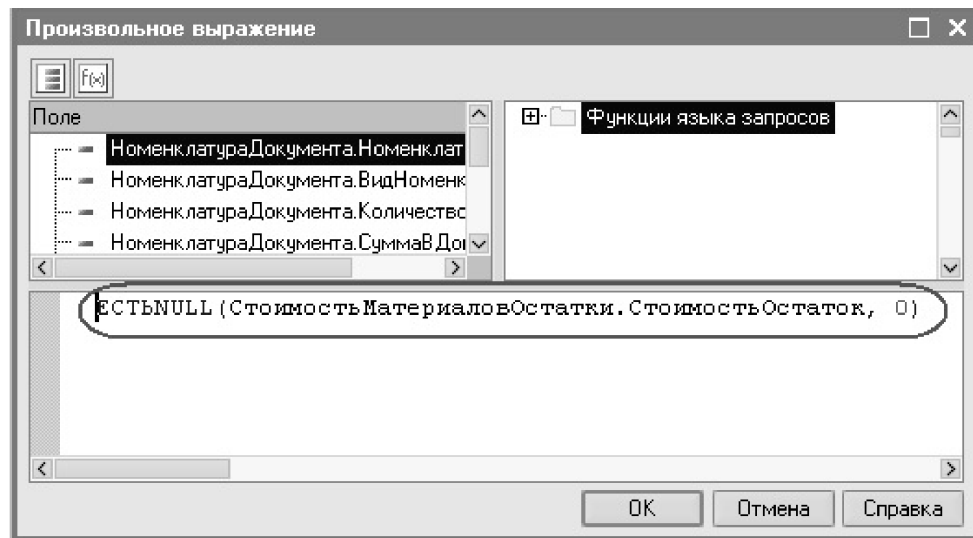 Произвольное выражение
f(x)
Поле
НоменклатураДокумента.Номенклат
НоменклатураДокумента.ВидНоменк
НоменклатураДокумента.Количество
НоменклатураДокумента.СуммаВДо
Функции языка запросов
ЕСТЬNULL(СтоимостьМатериаловОстатки.СтоимостьОстаток, 0)
OK
Отмена
Справка